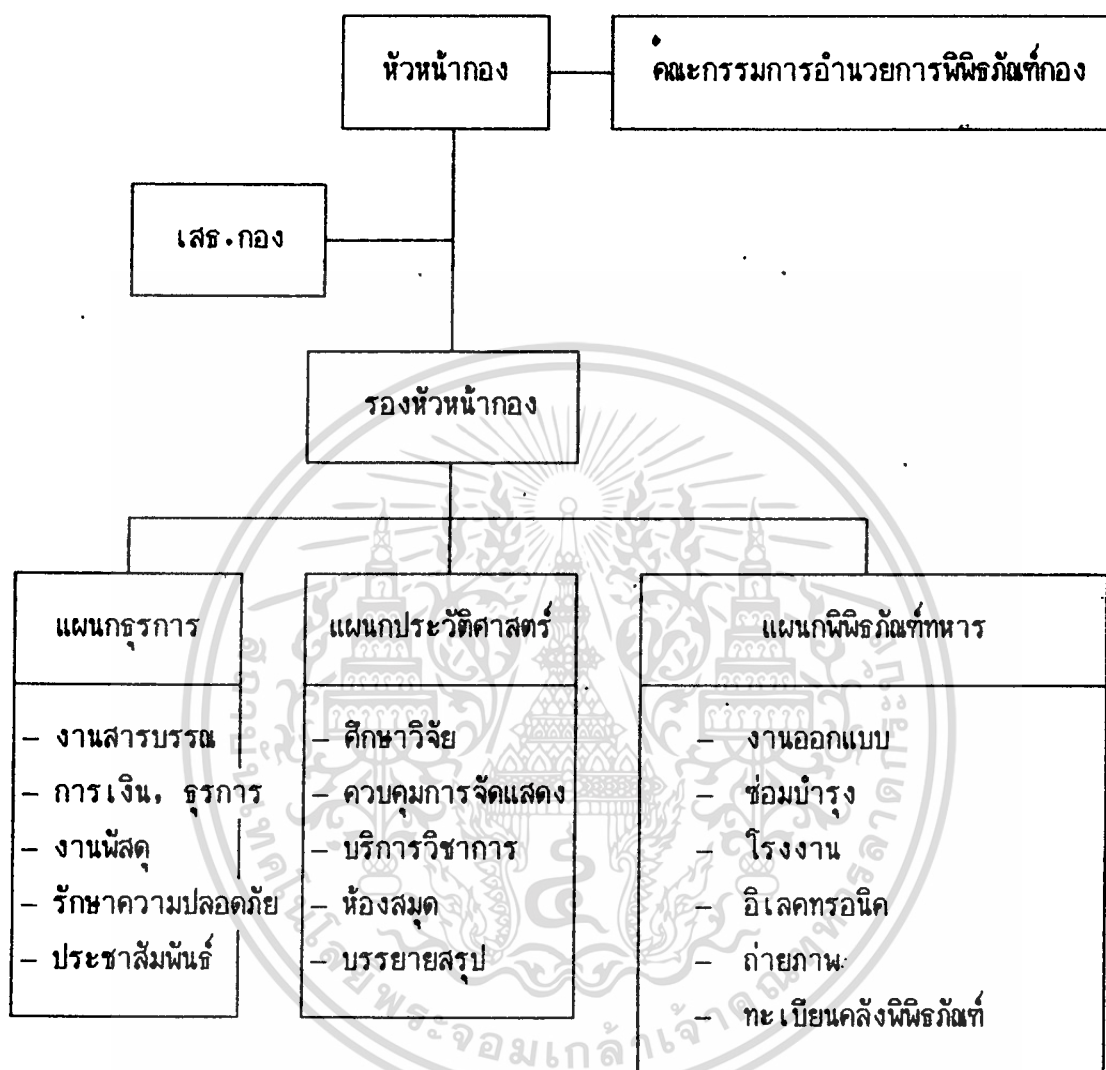 หัวหน้ากอง
คณะกรรมการอำนวยการพิพิธภัณฑ์กอง
เสธ.กอง
รองหัวหน้ากอง
แผนกธุรการ
- งานสารบรรณ
- การเงิน, ธุรการ
- งานพัสดุ
- รักษาความปลอดภัย
- ประชาสัมพันธ์
แผนกประวัติศาสตร์
- ศึกษาวิจัย
- ควบคุมการจัดแสดง
- บริการวิชาการ
- ห้องสมุด
- บรรยายสรุป
แผนกพิพิธภัณฑ์ทหาร
- งานออกแบบ
- ซ่อมบำรุง
- โรงงาน
- อิเลคทรอนิค
- ถ่ายภาพ
- ทะเบียนคลังพิพิธภัณฑ์